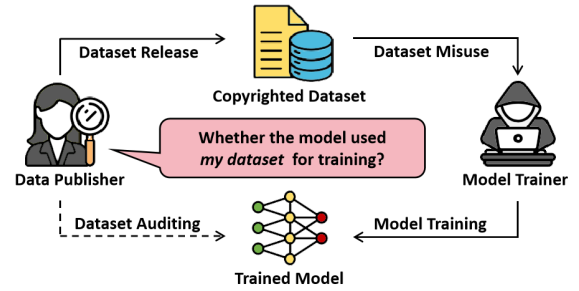 Dataset Release
Dataset Misuse
Copyrighted Dataset
Whether the model used
my dataset for training?
Data Publisher
Model Trainer
Dataset Auditing
Model Training
Trained Model